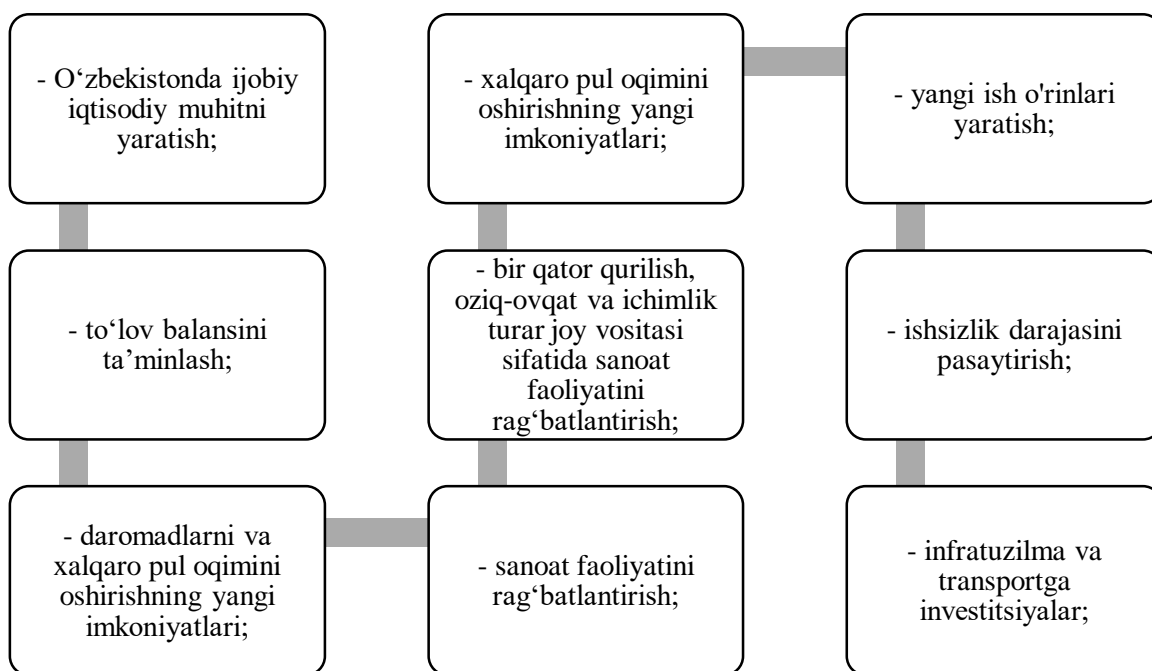 - O‘zbekistonda ijobiy
iqtisodiy muhitni
yaratish;
- to‘lov balansini
ta’minlash;
- daromadlarni va
xalqaro pul oqimini
oshirishning yangi
imkoniyatlari;
- sanoat faoliyatini
rag‘batlantirish;
- bir qator qurilish,
oziq-ovqat va ichimlik
turar joy vositasi
sifatida sanoat
faoliyatini
rag‘batlantirish;
- xalqaro pul oqimini
oshirishning yangi
imkoniyatlari;
- yangi ish o'rinlari
yaratish;
- ishsizlik darajasini
pasaytirish;
- infratuzilma va
transportga
investitsiyalar;